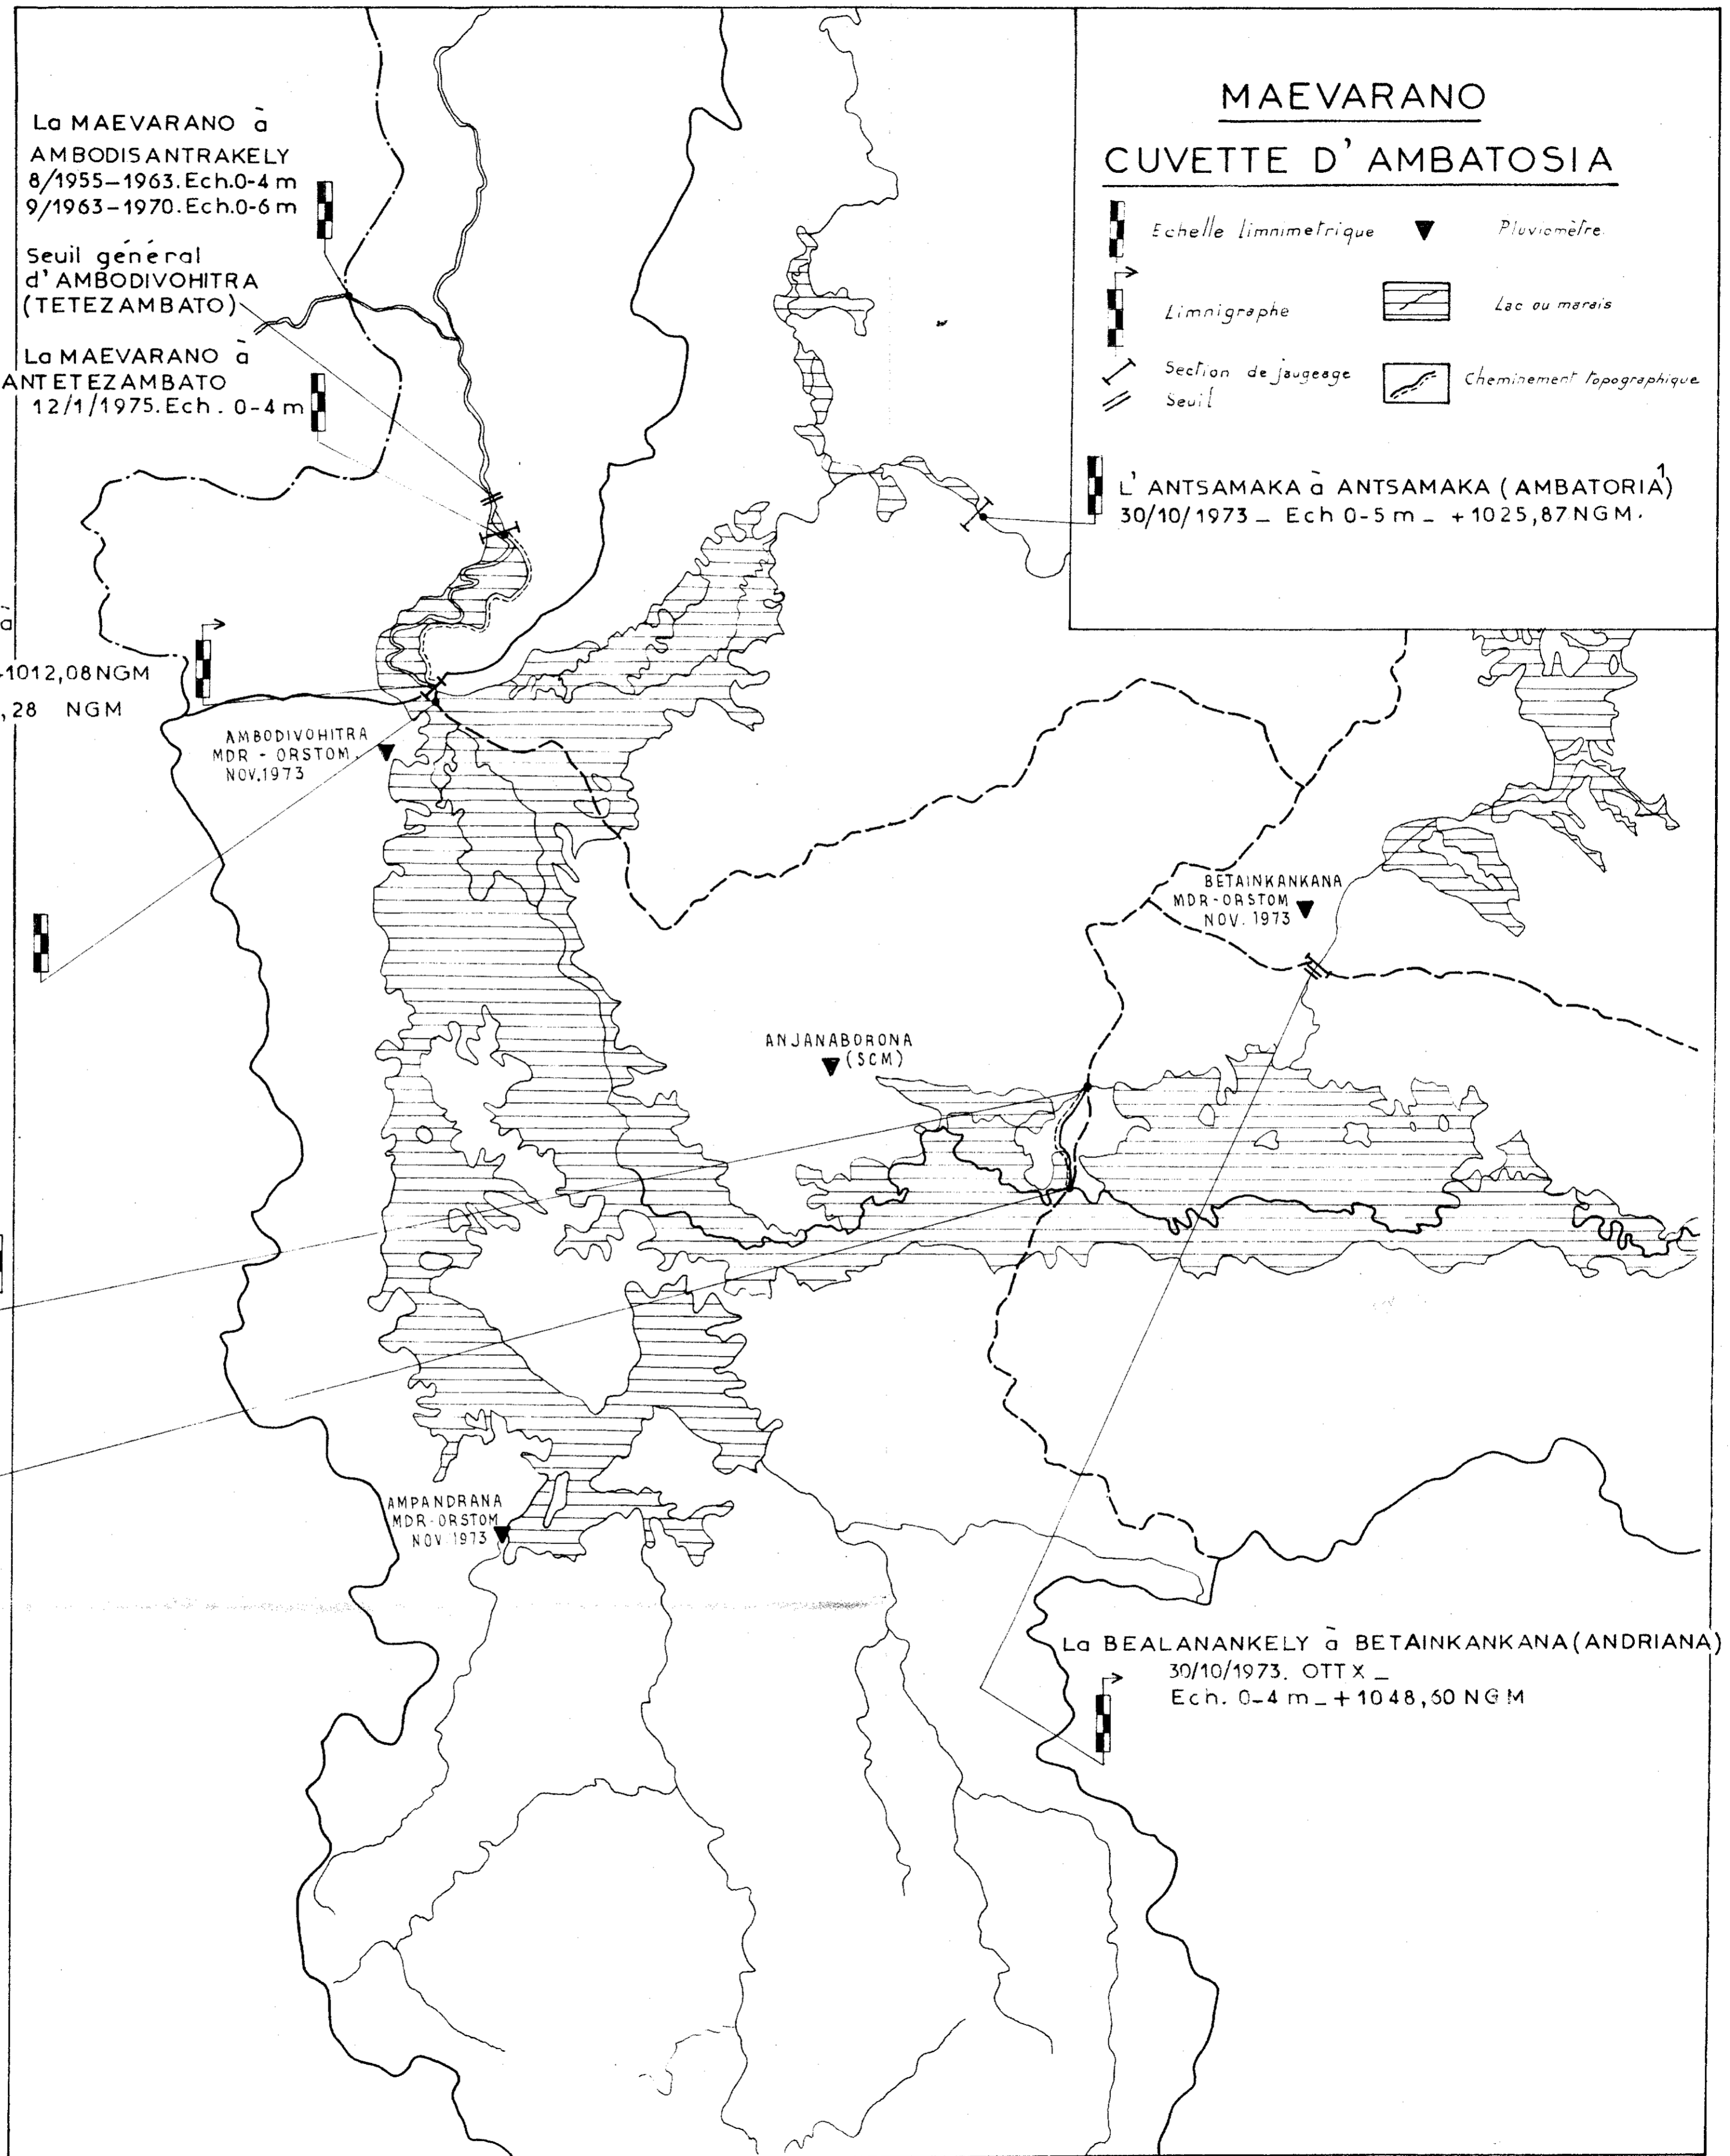 MAEVARANO
CUVETTE D'AMBATOSIA
Echelle limnimetrique
Pluviomètre.
Limnigraphe
Lac ou marais
Section de jaugeage
Seuil
Cheminement topographique
L'ANTSAMAKA à ANTSAMAKA (AMBATORIA)1
30/10/1973 _ Ech 0-5 m _ +1025,87 NGM.
La MAEVARANO à
AMBODISANTRAKELY
8/1955–1963.Ech.0-4 m
9/1963–1970.Ech.0-6 m
Seuil général
d'AMBODIVOHITRA
(TETEZAMBATO)
La MAEVARANO à
ANTETEZAMBATO
12/1/1975.Ech. 0-4 m
à
1012,08 NGM
,28 NGM
AMBODIVOHITRA
MDR - ORSTOM.
NOV.1973
BETAINKANKANA
MDR-ORSTOM
NOV. 1973
ANJANABORONA
(SCM)
AMPANDRANA
MDR-ORSTOM
NOV 1973
La BEALANANKELY à BETAINKANKANA (ANDRIANA)
30/10/1973. OTT X _
Ech. 0-4 m _ + 1048,60 NGM